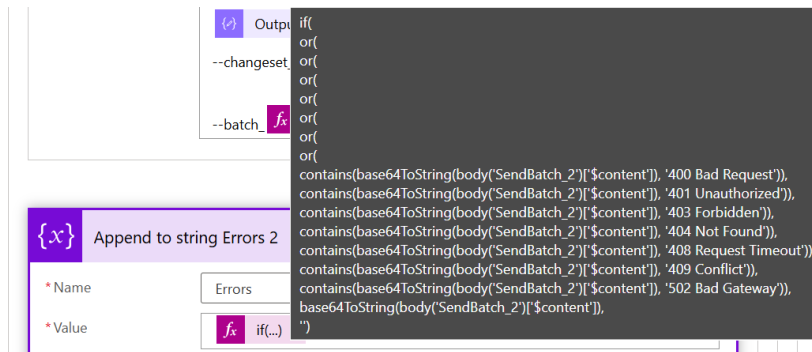 Outpu
--changeset_
--batch_ fx
if(
or(
or(
or(
or(
or(
or(
or(
contains(base64ToString(body('SendBatch_2')['$content']), '400 Bad Request')),
contains(base64ToString(body('SendBatch_2')['$content']), '401 Unauthorized')),
contains(base64ToString(body('SendBatch_2')['$content']), '403 Forbidden')),
contains(base64ToString(body('SendBatch_2')['$content']), '404 Not Found')),
contains(base64ToString(body('SendBatch_2')['$content']), '408 Request Timeout')),
contains(base64ToString(body('SendBatch_2')['$content']), '409 Conflict')),
contains(base64ToString(body('SendBatch_2')['$content']), '502 Bad Gateway')),
base64ToString(body('SendBatch_2')['$content']),
'')
{x} Append to string Errors 2
* Name
Errors
* Value
fx if(...)